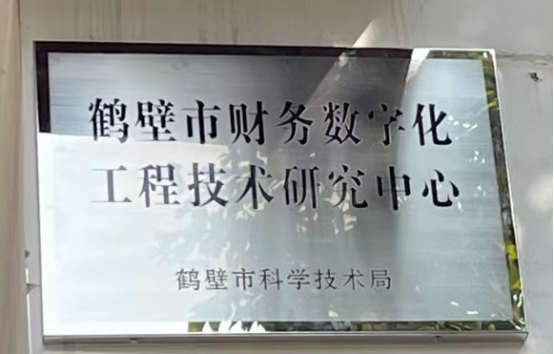 鹤壁市财务数字化
工程技术研究中心
鹤壁市科学技术局